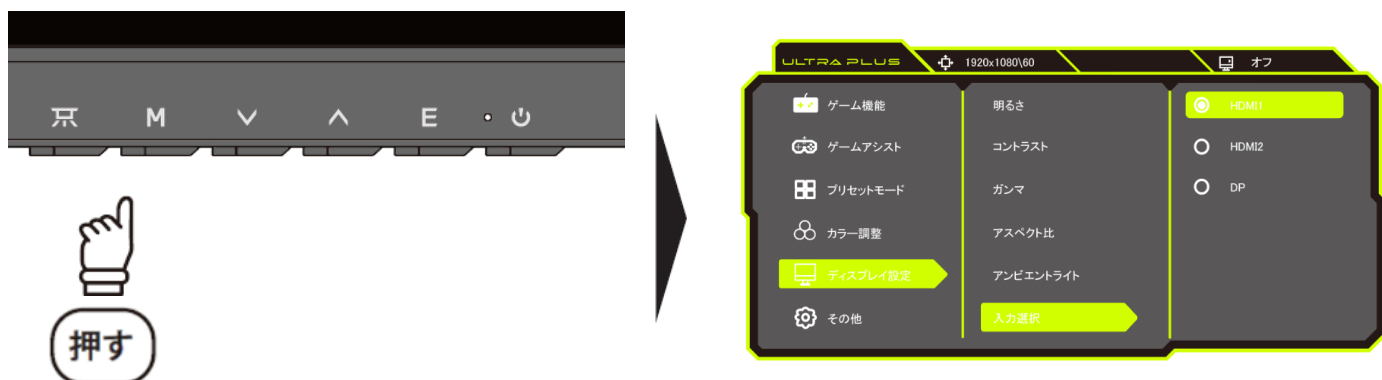 M
E
押す
ULTRA PLUS
1920x1080\60
オフ
ゲーム機能
ゲームアシスト
プリセットモード
カラー調整
ディスプレイ設定
その他
明るさ
コントラスト
ガンマ
アスペクト比
アンビエントライト
入力選択
HDMI1
HDMI2
DP